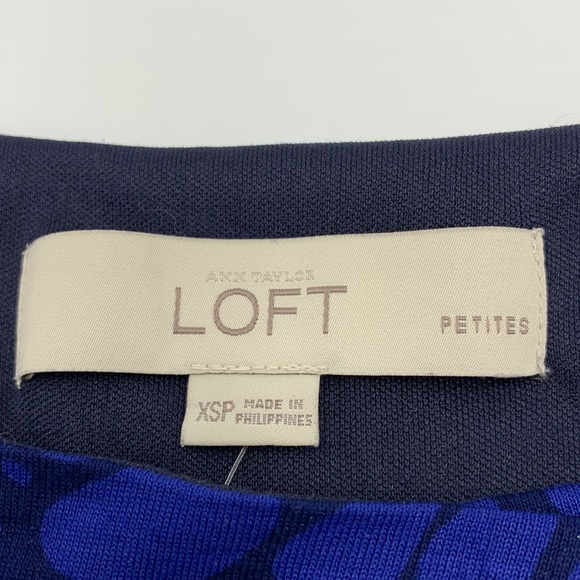 ANN TAYLOR
LOFT
PETITES
XSP MADE IN
PHILIPPINES